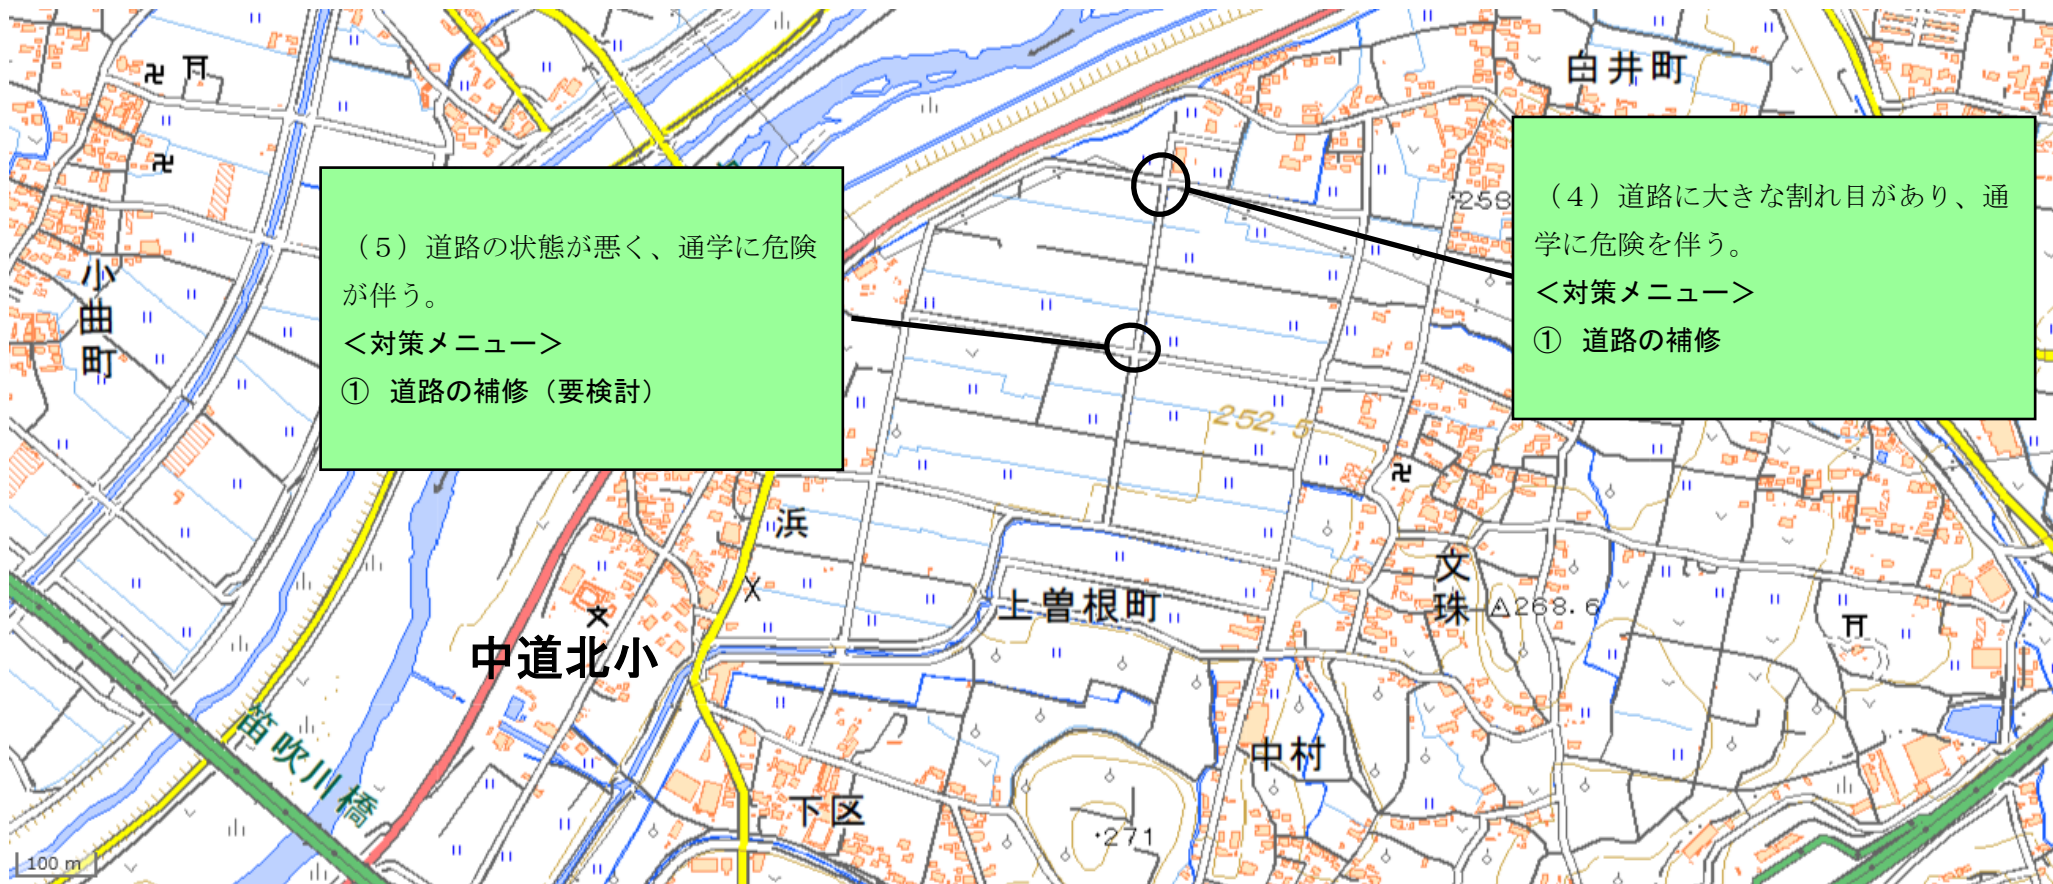 白井町
258
（４）道路に大きな割れ目があり、通
学に危険を伴う。
＜対策メニュー＞
① 道路の補修
（５）道路の状態が悪く、通学に危険
が伴う。
＜対策メニュー＞
① 道路の補修（要検討）
小曲町
252.5
浜
文珠
268.6
上曽根町
中道北小
笛吹川橋
中村
下区
271
100 m